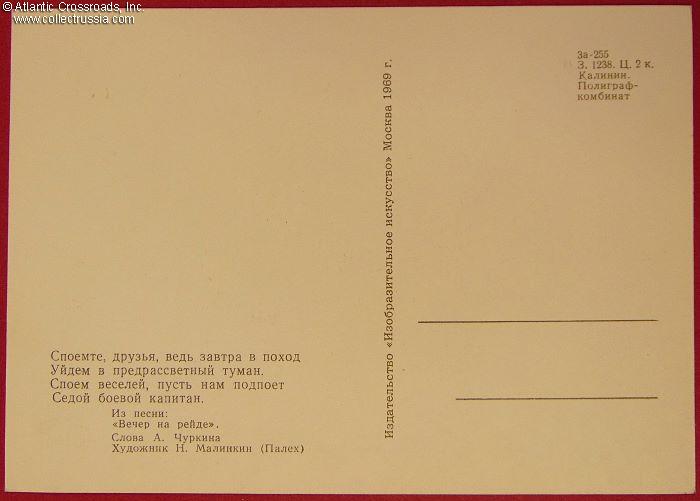 © Atlantic Crossroads, Inc.
www.collectrussia.com
За-255
З. 1238. Ц. 2 к.
Калинин.
Полиграф-
комбинат
Издательство «Изобразительное искусство» Москва 1969 г.
Споемте, друзья, ведь завтра в поход
Уйдем в предрассветный туман.
Споем веселей, пусть нам подпоет
Седой боевой капитан.
Из песни:
«Вечер на рейде».
Слова А. Чуркина
Художник Н. Малинкин (Палех)